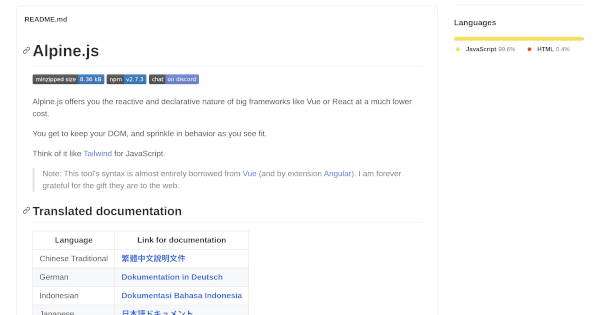 README.md
Languages
JavaScript 99.6%
HTML 0.4%
Alpine.js
minzipped size 8.36 kB npm v2.7.3 chat on discord
Alpine.js offers you the reactive and declarative nature of big frameworks like Vue or React at a much lower
cost.
You get to keep your DOM, and sprinkle in behavior as you see fit.
Think of it like Tailwind for JavaScript.
Note: This tool's syntax is almost entirely borrowed from Vue (and by extension Angular). I am forever
grateful for the gift they are to the web.
Translated documentation
Language Link for documentation
Chinese Traditional 繁體中文說明文件
German Dokumentation in Deutsch
Indonesian Dokumentasi Bahasa Indonesia
Japanese 日本語ドキュメント